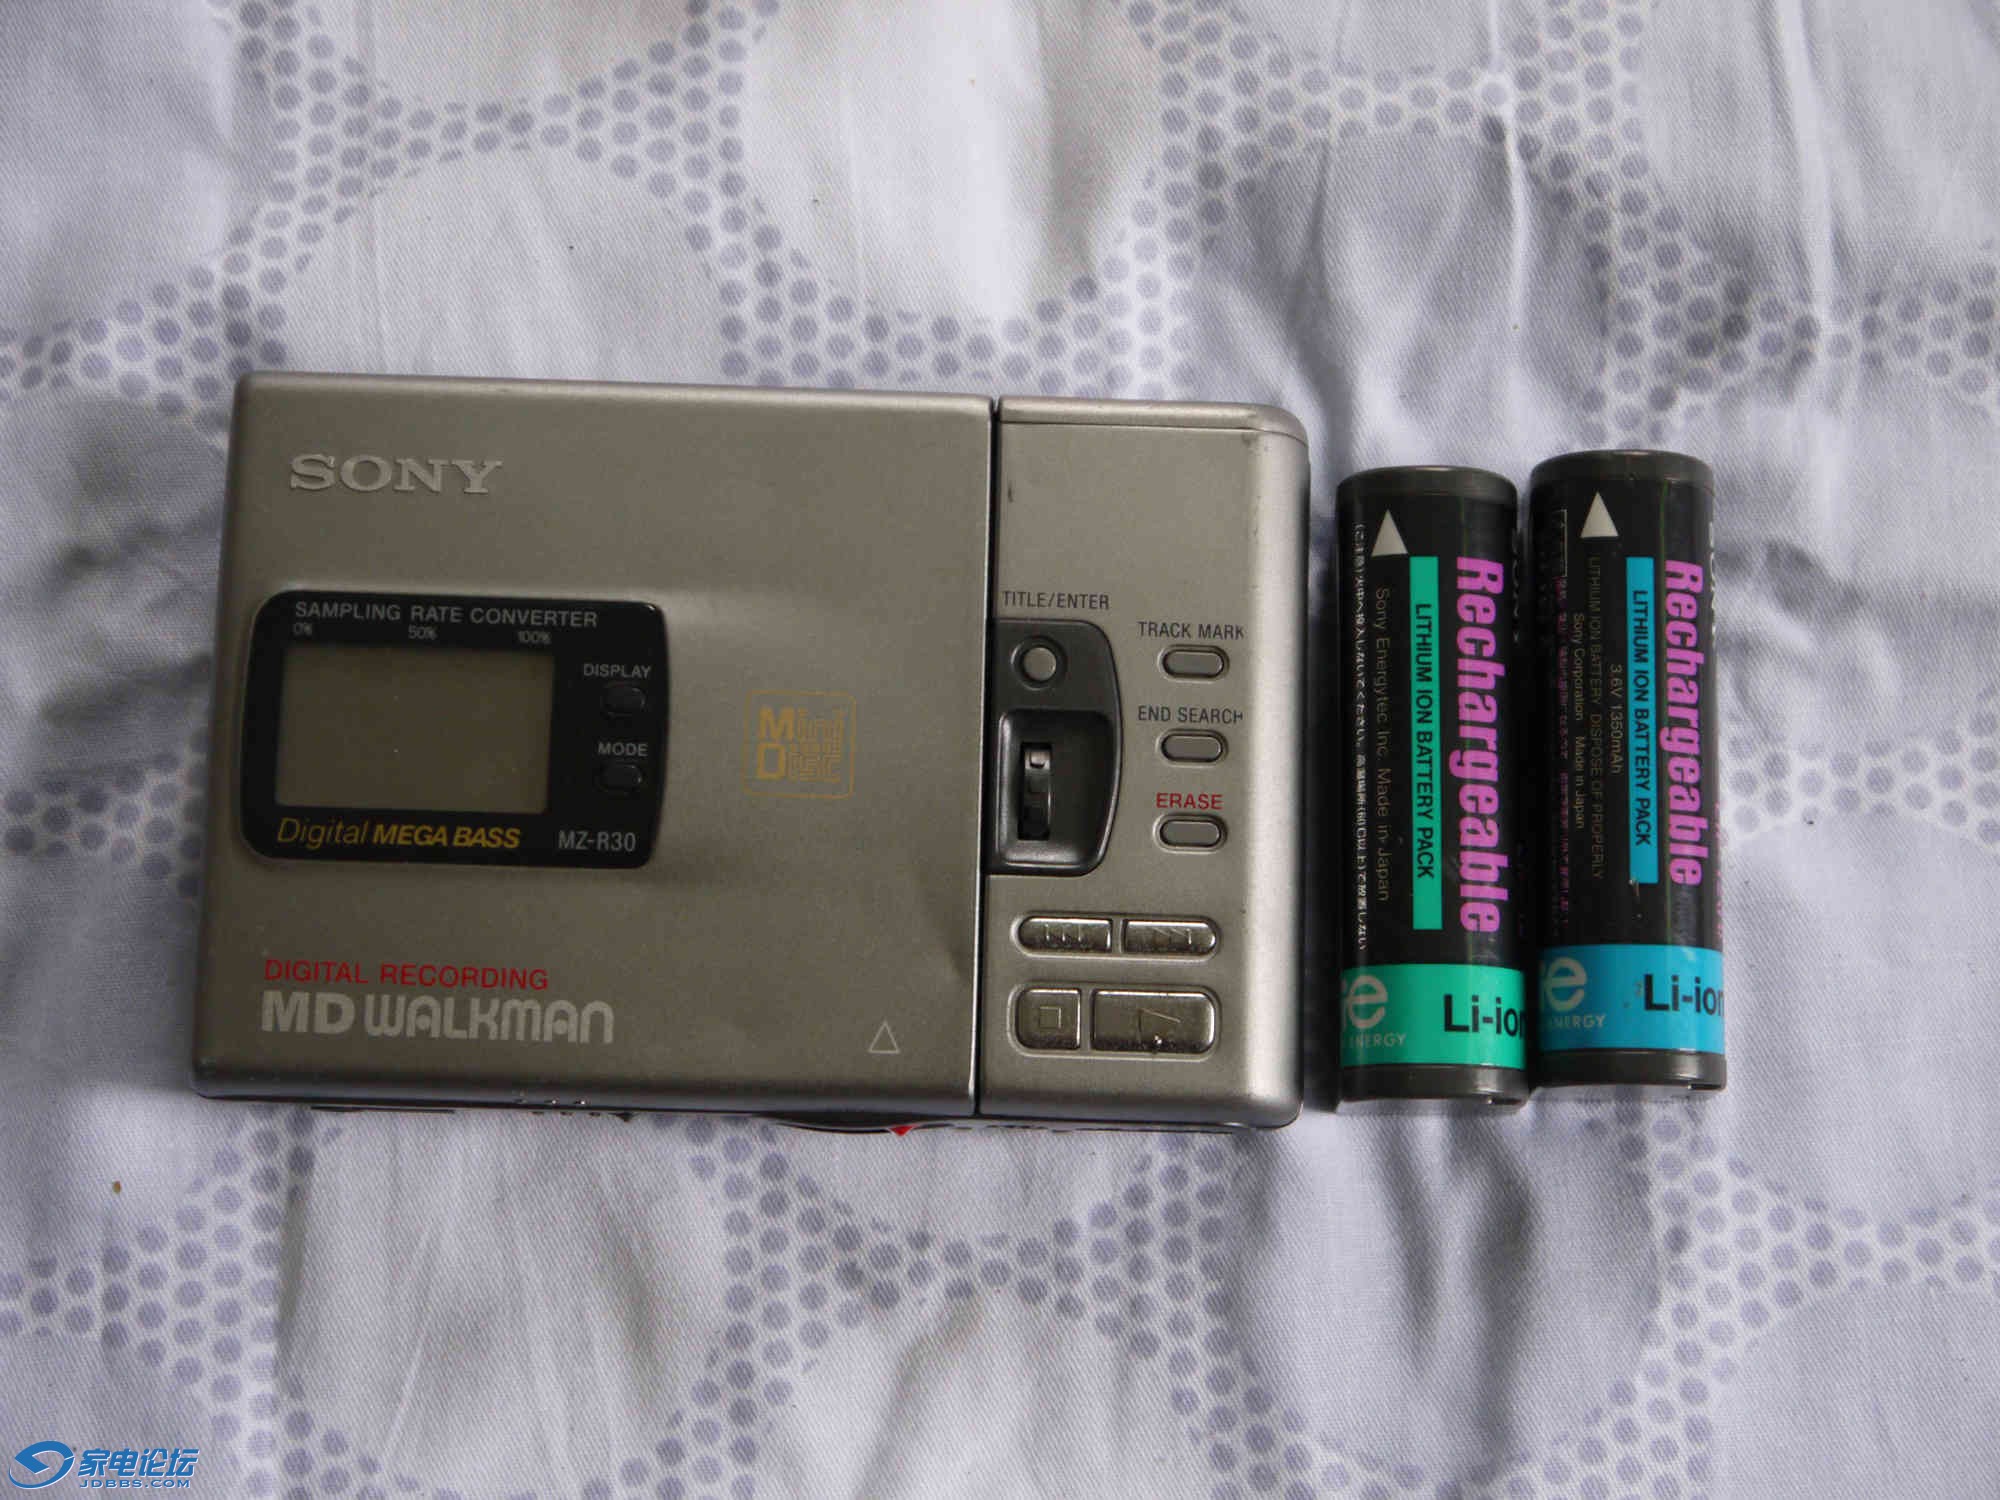 SONY
SAMPLING RATE CONVERTER
0% 50% 100%
DISPLAY
MODE
Digital MEGA BASS
MZ-R30
Mini
Disc
DIGITAL RECORDING
MD WALKMAN
TITLE/ENTER
TRACK MARK
END SEARCH
ERASE
Rechargeable
LITHIUM ION BATTERY PACK
Sony Energytec Inc. Made in Japan
ENERGY
Li-ion
Rechargeable
LITHIUM ION BATTERY PACK
3.6V 1350mAh
LITHIUM ION BATTERY DISPOSE OF PROPERLY
Sony Corporation Made in Japan
ENERGY
Li-ion
家电论坛
JDBBS.COM